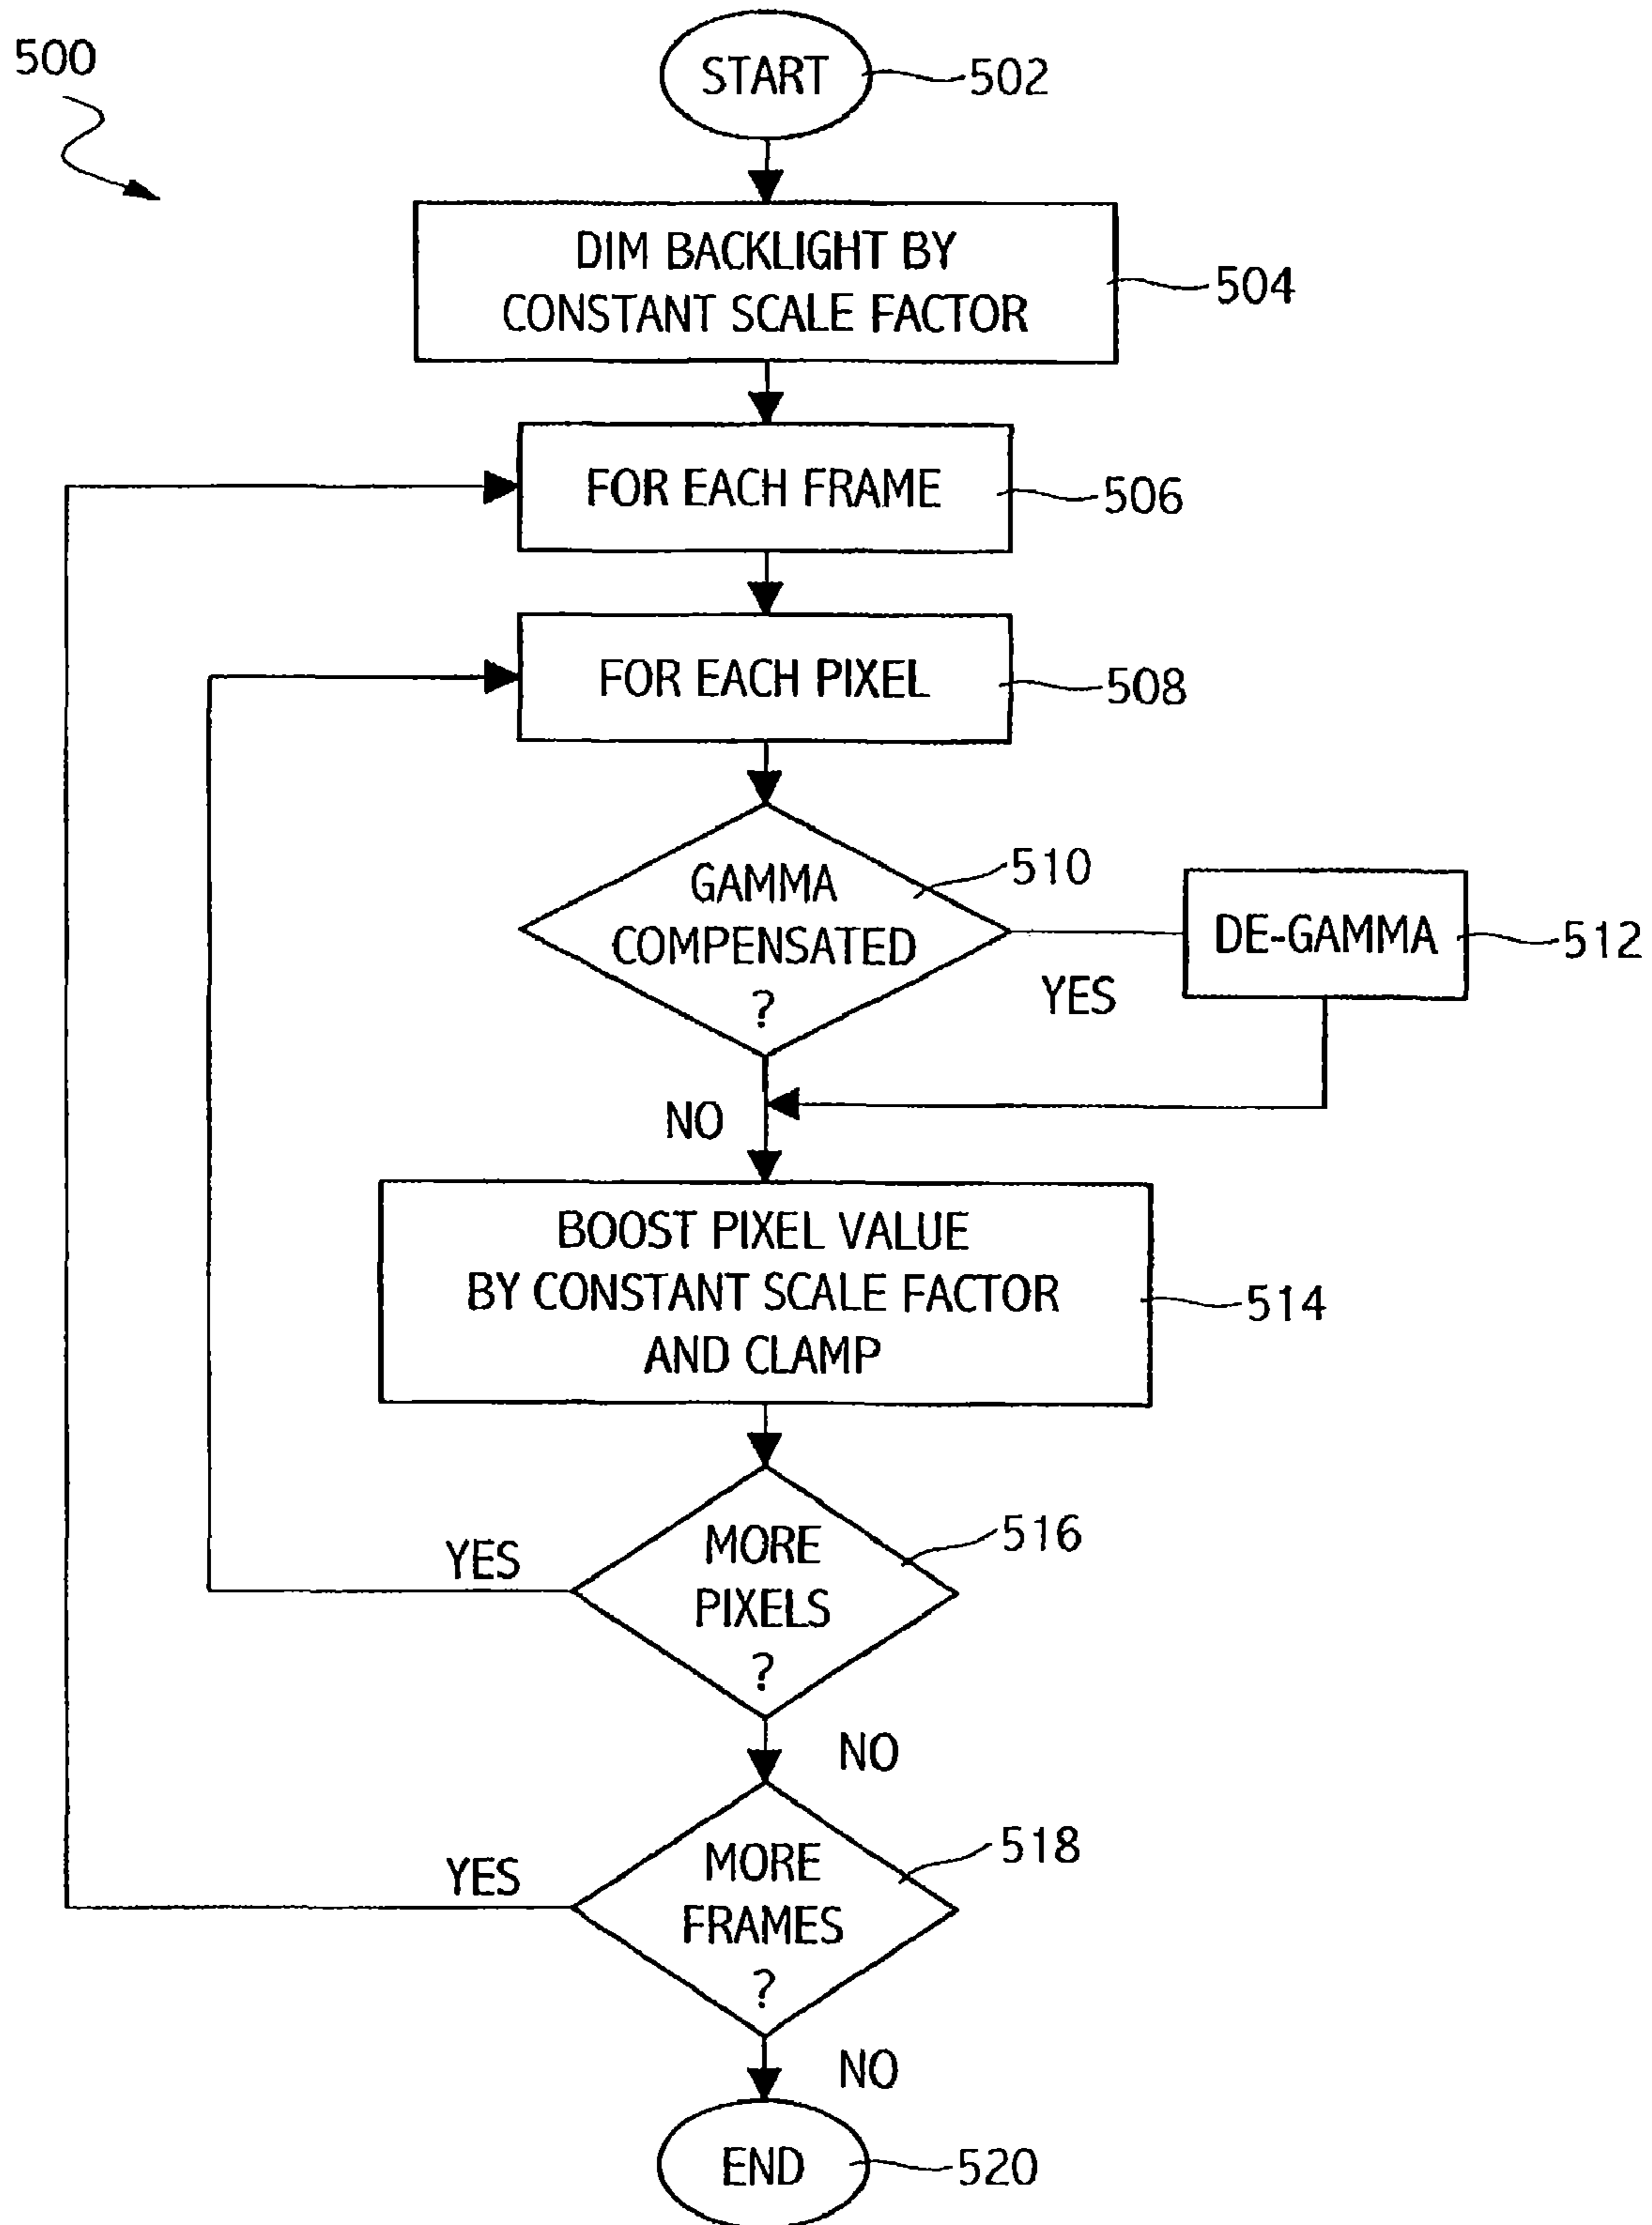 500
START
502
DIM BACKLIGHT BY
CONSTANT SCALE FACTOR
504
FOR EACH FRAME
506
FOR EACH PIXEL
508
GAMMA
COMPENSATED
?
510
YES
DE-GAMMA
512
NO
BOOST PIXEL VALUE
BY CONSTANT SCALE FACTOR
AND CLAMP
514
MORE
PIXELS
?
516
YES
NO
MORE
FRAMES
?
518
YES
NO
END
520